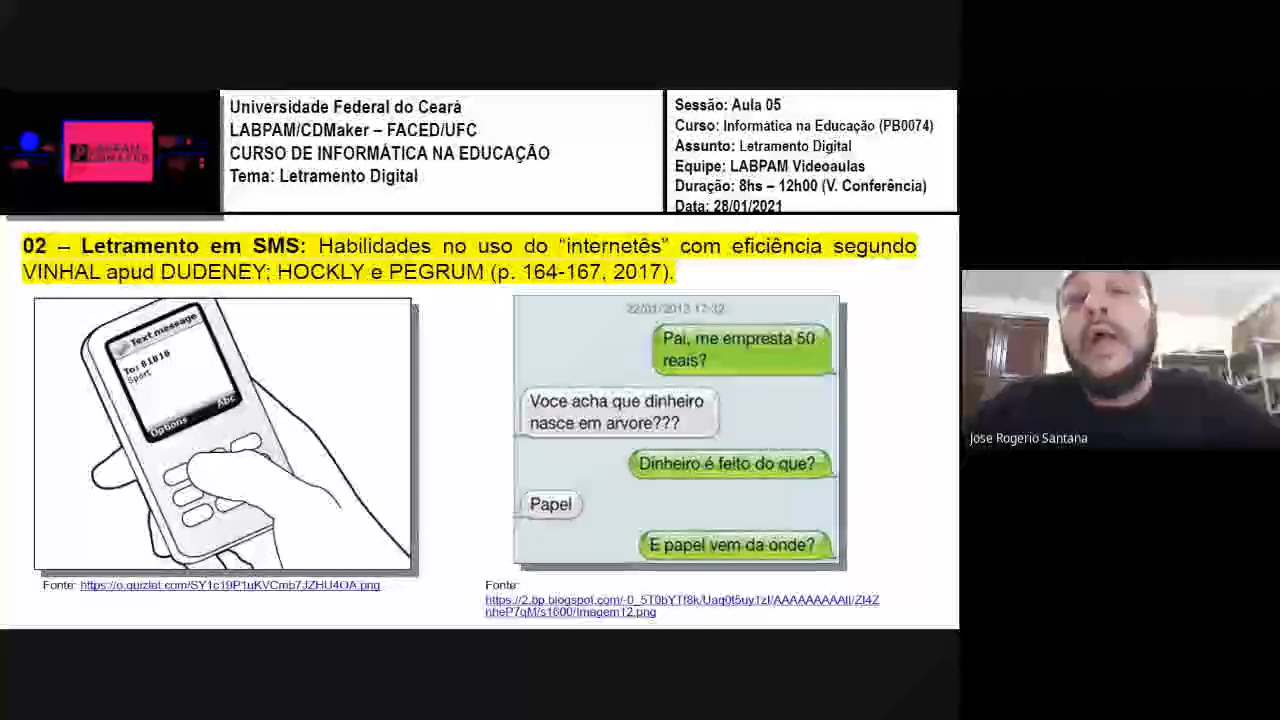 Universidade Federal do Ceará
LABPAM/CDMaker – FACED/UFC
CURSO DE INFORMÁTICA NA EDUCAÇÃO
Tema: Letramento Digital
Sessão: Aula 05
Curso: Informática na Educação (PB0074)
Assunto: Letramento Digital
Equipe: LABPAM Videoaulas
Duração: 8hs – 12h00 (V. Conferência)
Data: 28/01/2021
02 – Letramento em SMS: Habilidades no uso do “internetês” com eficiência segundo
VINHAL apud DUDENEY; HOCKLY e PEGRUM (p. 164-167, 2017).
Text message
To: 81818
Sport
Options
Abc
Pai, me empresta 50
reais?
Voce acha que dinheiro
nasce em arvore???
Dinheiro é feito do que?
Papel
E papel vem da onde?
Fonte:
Fonte:
Jose Rogerio Santana